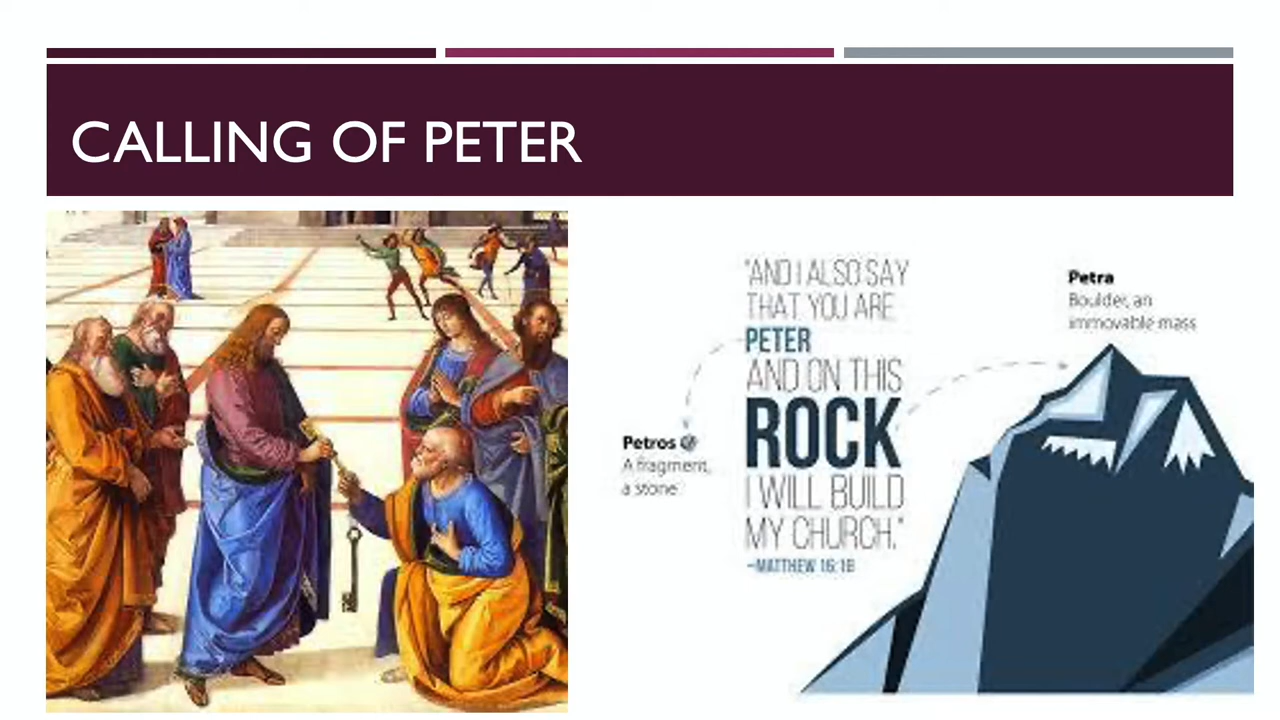 CALLING OF PETER
"AND I ALSO SAY
THAT YOU ARE
PETER
AND ON THIS
ROCK
I WILL BUILD
MY CHURCH."
~MATTHEW 16:18
Petros
A fragment,
a stone
Petra
Boulder, an
immovable mass